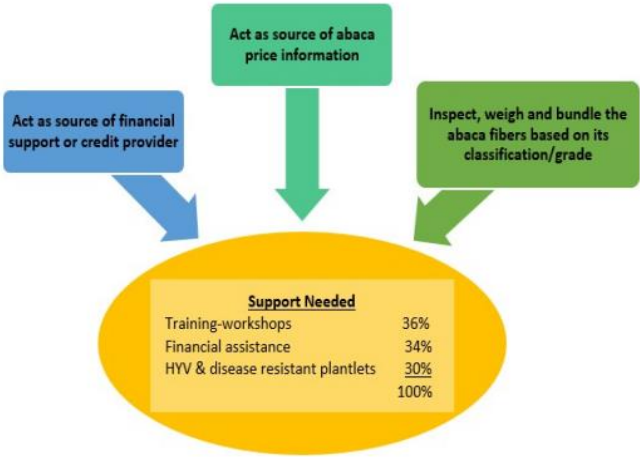 Act as source of abaca
price information
Act as source of financial
support or credit provider
Inspect, weigh and bundle the
abaca fibers based on its
classification/grade
Support Needed
Training-workshops 36%
Financial assistance 34%
HYV & disease resistant plantlets 30%
100%